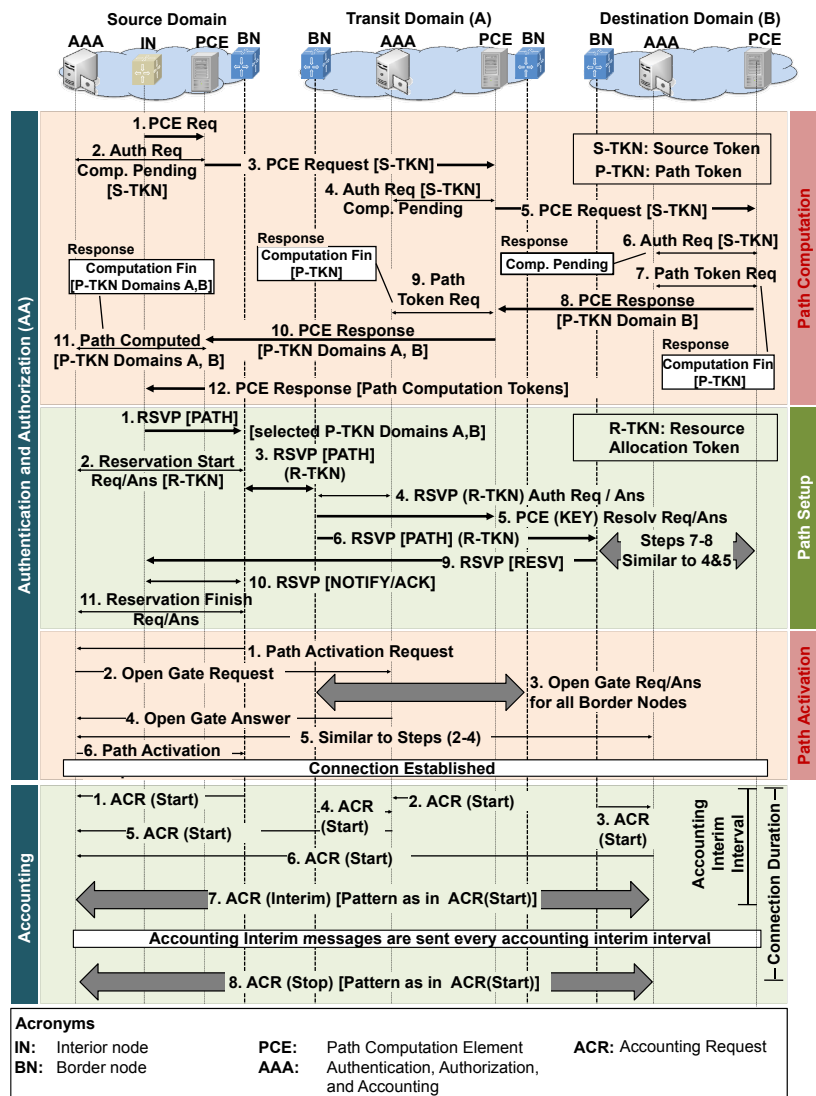 Source Domain
Transit Domain (A)
Destination Domain (B)
AAA
IN
PCE
BN
BN
AAA
PCE
BN
BN
AAA
PCE
Authentication and Authorization (AA)
Path Computation
1. PCE Req
2. Auth Req
Comp. Pending
[S-TKN]
3. PCE Request [S-TKN]
S-TKN: Source Token
P-TKN: Path Token
4. Auth Req [S-TKN]
Comp. Pending
5. PCE Request [S-TKN]
Response
Computation Fin
[P-TKN Domains A,B]
Response
Computation Fin
[P-TKN]
Response
Comp. Pending
6. Auth Req [S-TKN]
7. Path Token Req
9. Path
Token Req
8. PCE Response
[P-TKN Domain B]
11. Path Computed
[P-TKN Domains A, B]
10. PCE Response
[P-TKN Domains A, B]
Response
Computation Fin
[P-TKN]
12. PCE Response [Path Computation Tokens]
Path Setup
1. RSVP [PATH]
[selected P-TKN Domains A,B]
R-TKN: Resource
Allocation Token
2. Reservation Start
Req/Ans [R-TKN]
3. RSVP [PATH]
(R-TKN)
4. RSVP (R-TKN) Auth Req / Ans
5. PCE (KEY) Resolv Req/Ans
6. RSVP [PATH] (R-TKN)
Steps 7-8
Similar to 4&5
9. RSVP [RESV]
10. RSVP [NOTIFY/ACK]
11. Reservation Finish
Req/Ans
Path Activation
1. Path Activation Request
2. Open Gate Request
3. Open Gate Req/Ans
for all Border Nodes
4. Open Gate Answer
5. Similar to Steps (2-4)
6. Path Activation
Connection Established
Accounting
1. ACR (Start)
2. ACR (Start)
4. ACR
(Start)
3. ACR
(Start)
5. ACR (Start)
6. ACR (Start)
Accounting
Interim
Interval
Connection Duration
7. ACR (Interim) [Pattern as in ACR(Start)]
Accounting Interim messages are sent every accounting interim interval
8. ACR (Stop) [Pattern as in ACR(Start)]
Acronyms
IN: Interior node
BN: Border node
PCE: Path Computation Element
AAA: Authentication, Authorization,
and Accounting
ACR: Accounting Request